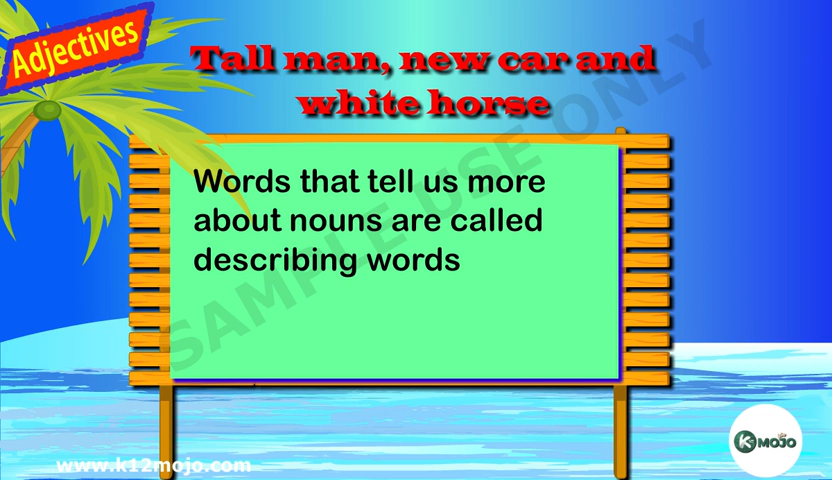 Adjectives
Tall man, new car and
white horse
Words that tell us more
about nouns are called
describing words
SAMPLE USE ONLY
www.k12mojo.com
K12 MOJO